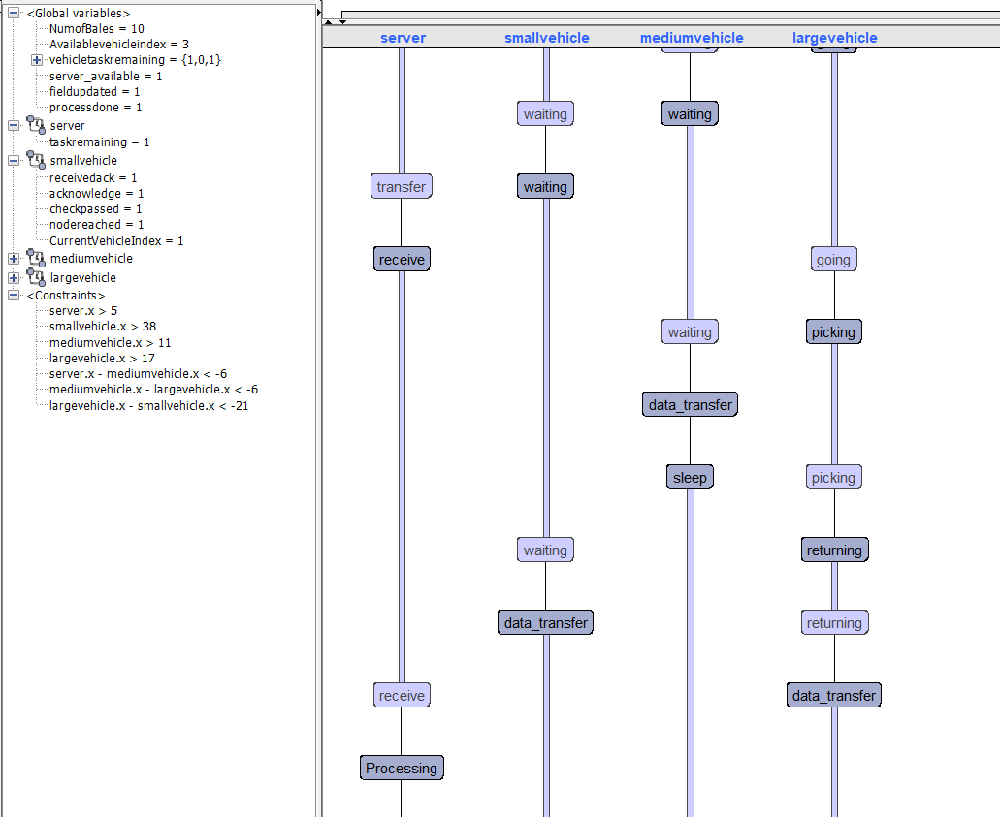 <Global variables>
NumofBales = 10
Availablevehicleindex = 3
vehicletaskremaining = {1,0,1}
server_available = 1
fieldupdated = 1
processdone = 1
server
taskremaining = 1
smallvehicle
receivedack = 1
acknowledge = 1
checkpassed = 1
nodereached = 1
CurrentVehicleIndex = 1
mediumvehicle
largevehicle
<Constraints>
server.x > 5
smallvehicle.x > 38
mediumvehicle.x > 11
largevehicle.x > 17
server.x - mediumvehicle.x < -6
mediumvehicle.x - largevehicle.x < -6
largevehicle.x - smallvehicle.x < -21
server smallvehicle mediumvehicle largevehicle
waiting waiting
transfer waiting
receive going
waiting picking
data_transfer
sleep picking
waiting returning
data_transfer returning
receive data_transfer
Processing